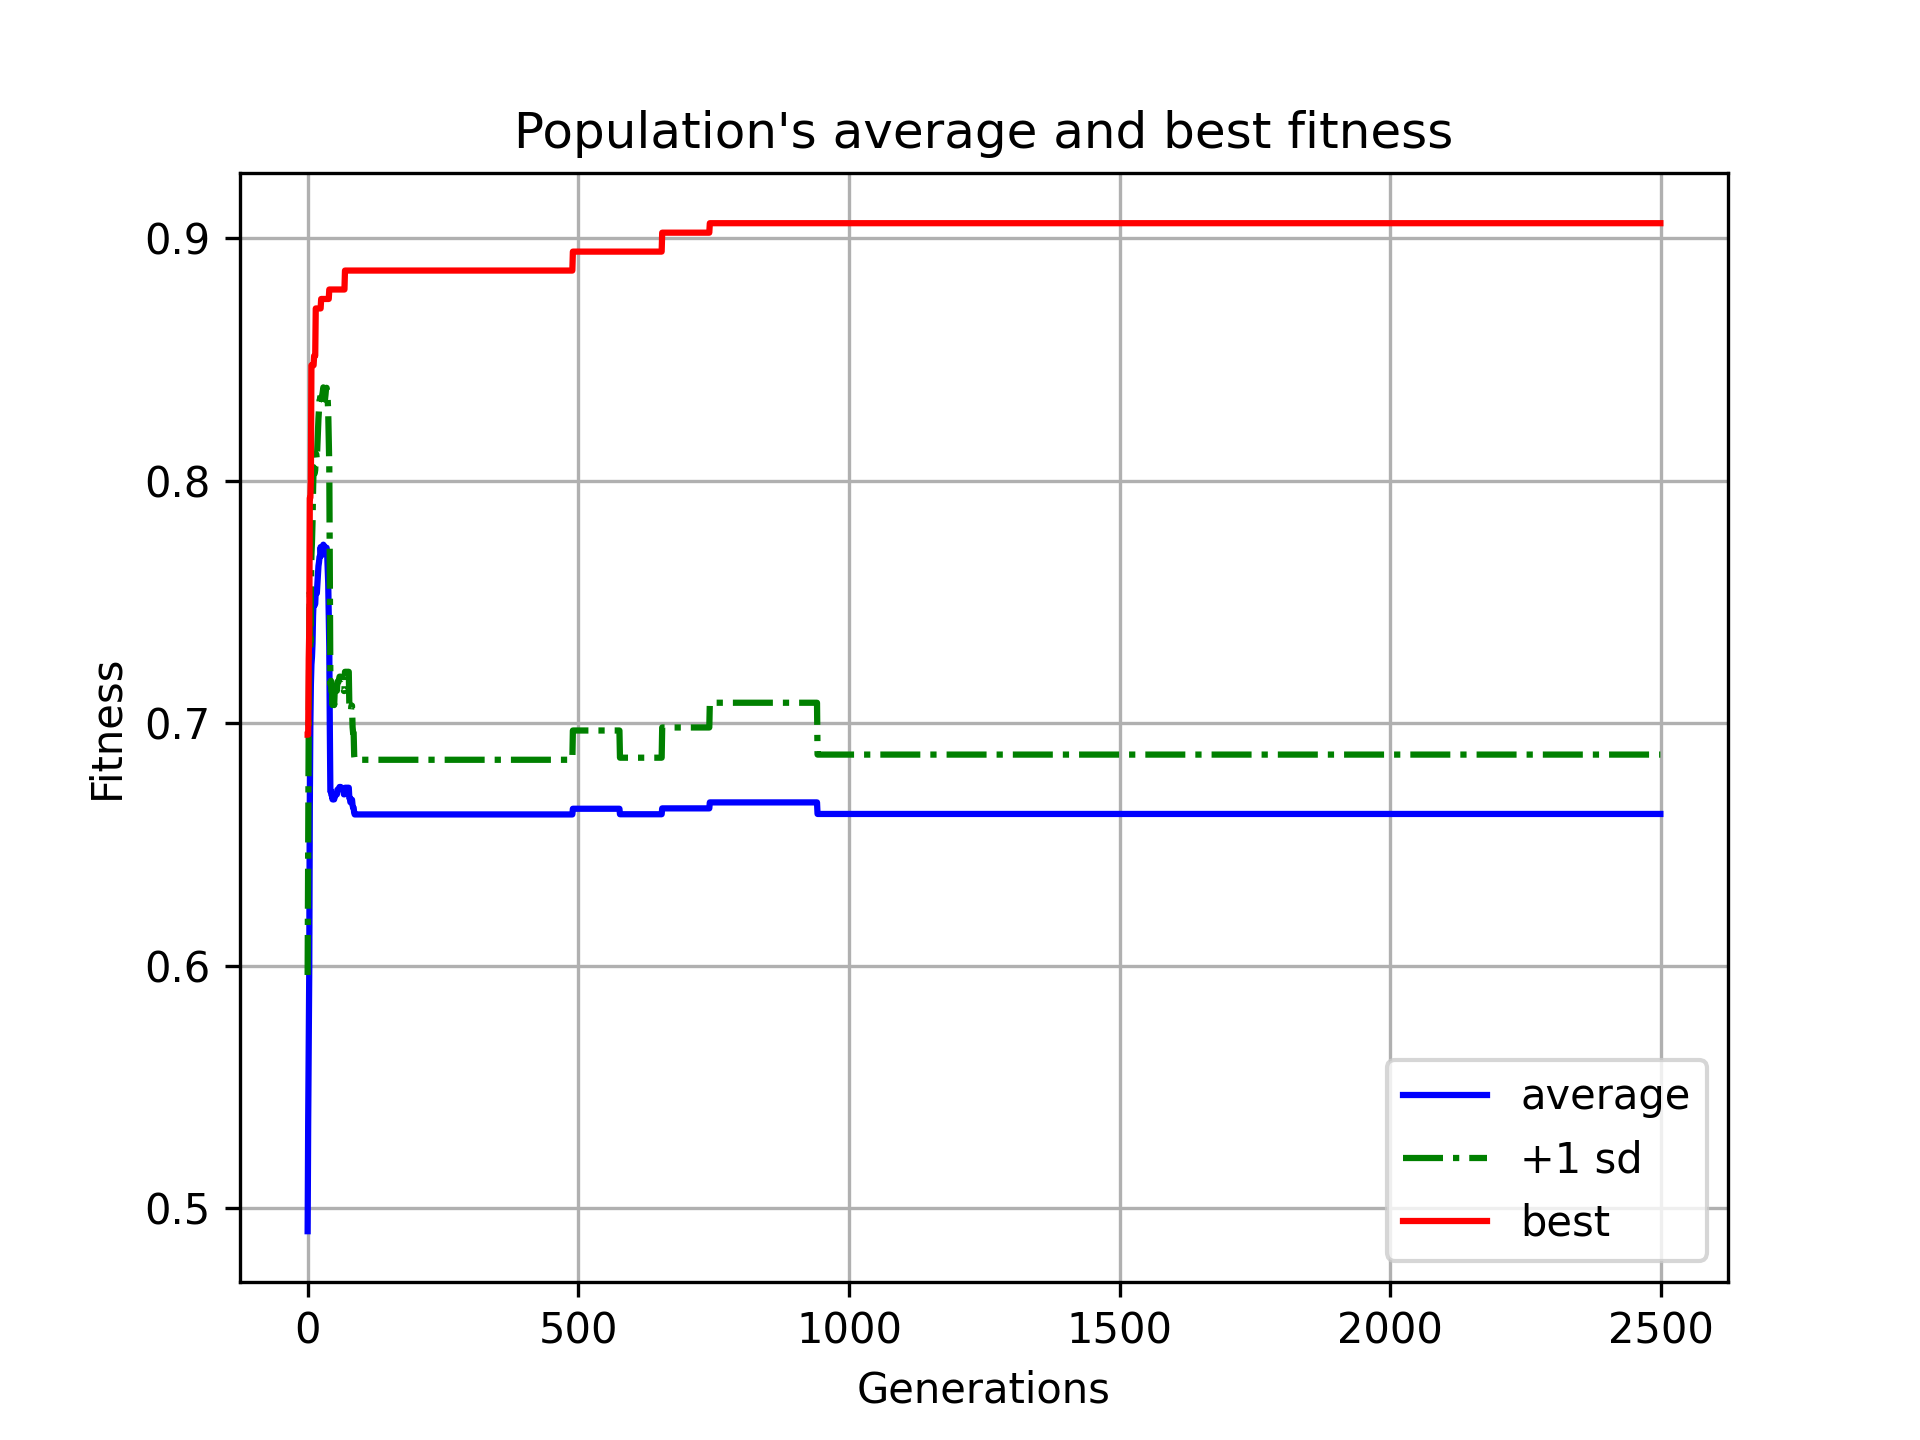 Population's average and best fitness
0.9
0.8
0.7
0.6
0.5
Fitness
average
+1 sd
best
0 500 1000 1500 2000 2500
Generations